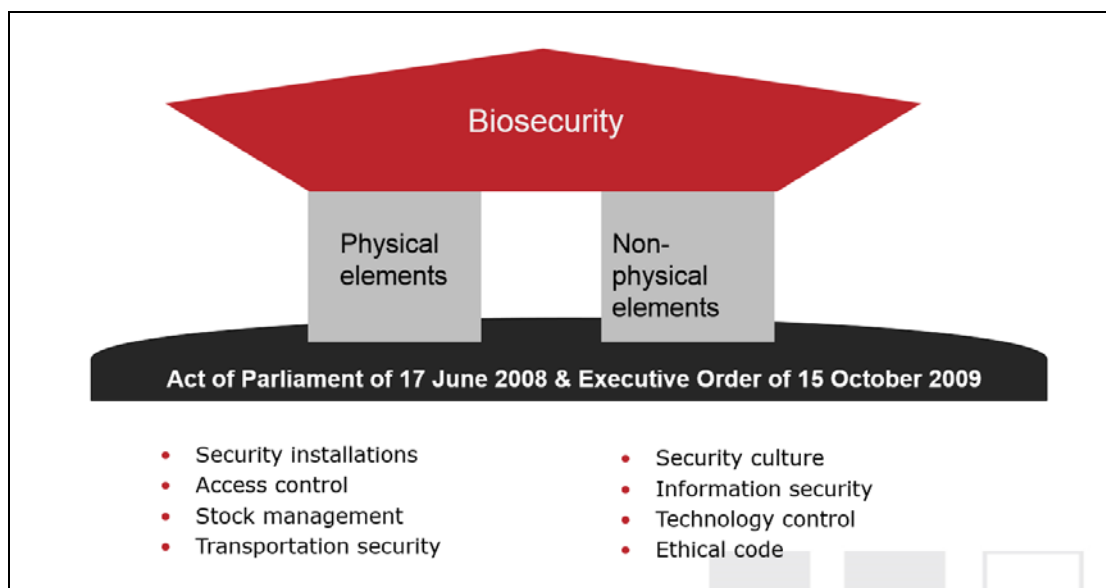 Biosecurity
Physical
elements
Non-
physical
elements
Act of Parliament of 17 June 2008 & Executive Order of 15 October 2009
• Security installations
• Access control
• Stock management
• Transportation security
• Security culture
• Information security
• Technology control
• Ethical code